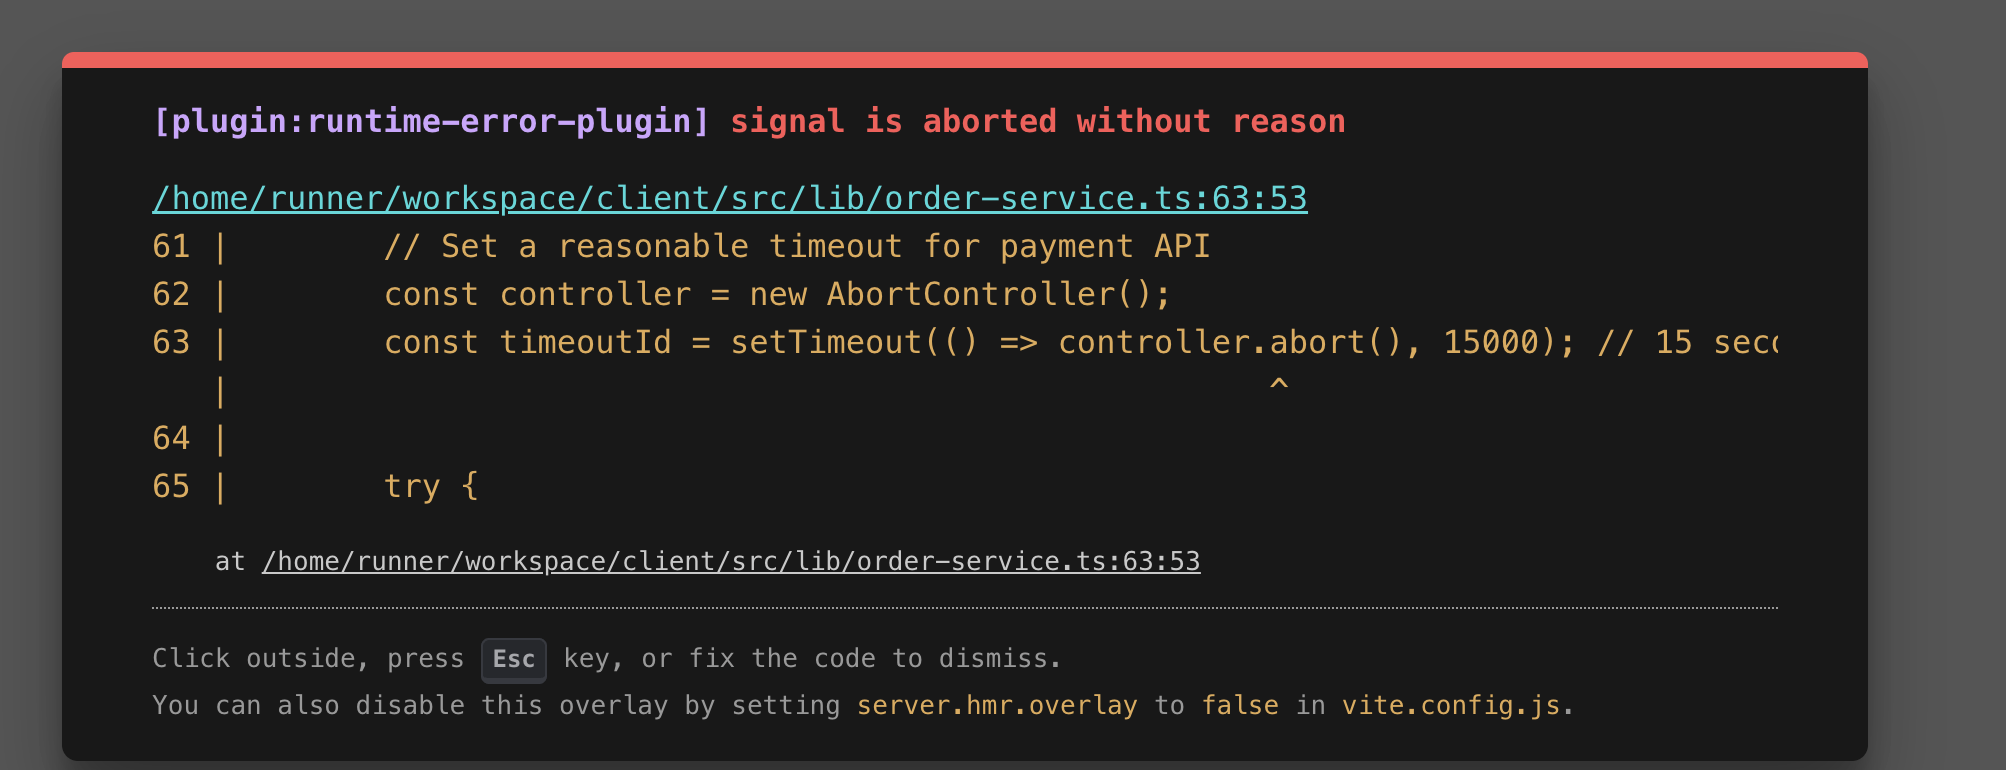 [plugin:runtime-error-plugin] signal is aborted without reason
/home/runner/workspace/client/src/lib/order-service.ts:63:53
61 |        // Set a reasonable timeout for payment API
62 |        const controller = new AbortController();
63 |        const timeoutId = setTimeout(() => controller.abort(), 15000); // 15 sec
   |                                                      ^
64 |
65 |        try {
at /home/runner/workspace/client/src/lib/order-service.ts:63:53
Click outside, press Esc key, or fix the code to dismiss.
You can also disable this overlay by setting server.hmr.overlay to false in vite.config.js.